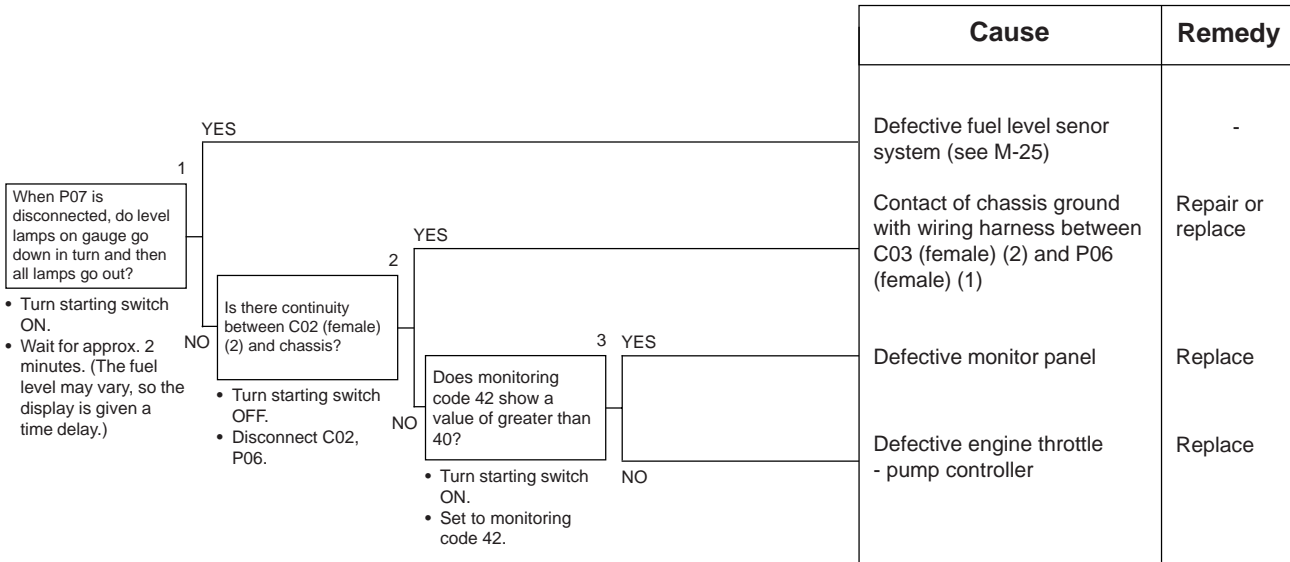 Cause Remedy
YES
Defective fuel level senor -
system (see M-25)
1
When P07 is
disconnected, do level
lamps on gauge go
down in turn and then
all lamps go out?
• Turn starting switch
ON.
• Wait for approx. 2
minutes. (The fuel
level may vary, so the
display is given a
time delay.)
YES
Contact of chassis ground Repair or
with wiring harness between replace
C03 (female) (2) and P06
(female) (1)
NO
2
Is there continuity
between C02 (female)
(2) and chassis?
• Turn starting switch
OFF.
• Disconnect C02,
P06.
YES
Defective monitor panel Replace
NO
3
Does monitoring
code 42 show a
value of greater than
40?
• Turn starting switch
ON.
• Set to monitoring
code 42.
NO
Defective engine throttle Replace
- pump controller